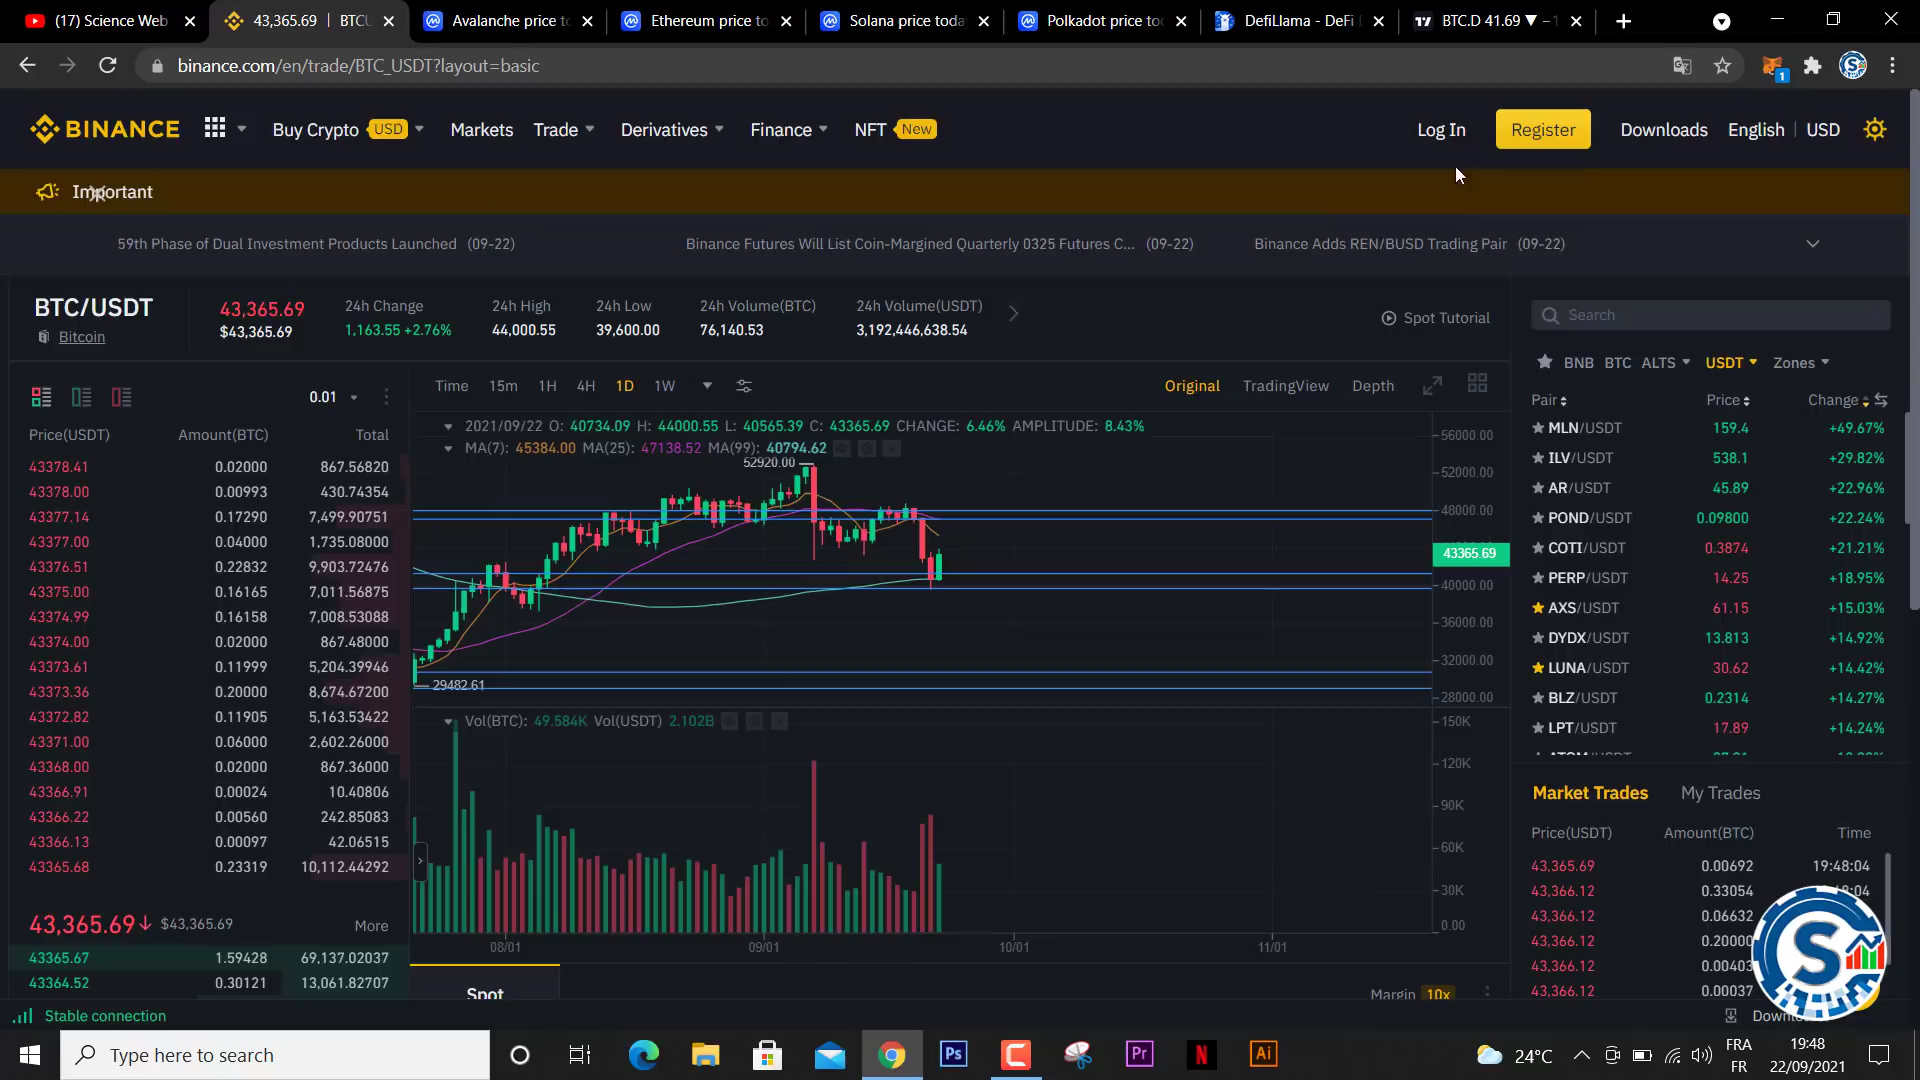 (17) Science Web
43,365.69 | BTCU
Avalanche price to
Ethereum price to
Solana price toda
Polkadot price to
DefiLlama - DeFi
BTC.D 41.69 ▼ −
binance.com/en/trade/BTC_USDT?layout=basic
1
BINANCE
Buy Crypto USD
Markets
Trade
Derivatives
Finance
NFT New
Log In
Register
Downloads
English
USD
Important
59th Phase of Dual Investment Products Launched (09-22)
Binance Futures Will List Coin-Margined Quarterly 0325 Futures C... (09-22)
Binance Adds REN/BUSD Trading Pair (09-22)
BTC/USDT
Bitcoin
43,365.69
$43,365.69
24h Change
1,163.55 +2.76%
24h High
44,000.55
24h Low
39,600.00
24h Volume(BTC)
76,140.53
24h Volume(USDT)
3,192,446,638.54
Spot Tutorial
0.01
Price(USDT) Amount(BTC) Total
43378.41 0.02000 867.56820
43378.00 0.00993 430.74354
43377.14 0.17290 7,499.90751
43377.00 0.04000 1,735.08000
43376.51 0.22832 9,903.72476
43375.00 0.16165 7,011.56875
43374.99 0.16158 7,008.53088
43374.00 0.02000 867.48000
43373.61 0.11999 5,204.39946
43373.36 0.20000 8,674.67200
43372.82 0.11905 5,163.53422
43371.00 0.06000 2,602.26000
43368.00 0.02000 867.36000
43366.91 0.00024 10.40806
43366.22 0.00560 242.85083
43366.13 0.00097 42.06515
43365.68 0.23319 10,112.44292
43,365.69↓ $43,365.69 More
43365.67 1.59428 69,137.02037
43364.52 0.30121 13,061.82707
Time 15m 1H 4H 1D 1W
Original TradingView Depth
2021/09/22 O: 40734.09 H: 44000.55 L: 40565.39 C: 43365.69 CHANGE: 6.46% AMPLITUDE: 8.43%
MA(7): 45384.00 MA(25): 47138.52 MA(99): 40794.62
52920.00
29482.61
56000.00
52000.00
48000.00
43365.69
40000.00
36000.00
32000.00
28000.00
Vol(BTC): 49.584K Vol(USDT) 2.102B
150K
120K
90K
60K
30K
0.00
08/01 09/01 10/01 11/01
Spot
Margin 10x
Search
BNB BTC ALTS USDT Zones
Pair Price Change
MLN/USDT 159.4 +49.67%
ILV/USDT 538.1 +29.82%
AR/USDT 45.89 +22.96%
POND/USDT 0.09800 +22.24%
COTI/USDT 0.3874 +21.21%
PERP/USDT 14.25 +18.95%
AXS/USDT 61.15 +15.03%
DYDX/USDT 13.813 +14.92%
LUNA/USDT 30.62 +14.42%
BLZ/USDT 0.2314 +14.27%
LPT/USDT 17.89 +14.24%
Market Trades My Trades
Price(USDT) Amount(BTC) Time
43,365.69 0.00692 19:48:04
43,366.12 0.33054
43,366.12 0.06632
43,366.12 0.20000
43,366.12 0.00403
43,366.12 0.00037
S
Stable connection
Type here to search
Ps
Pr
N
Ai
24°C
FRA
FR
19:48
22/09/2021